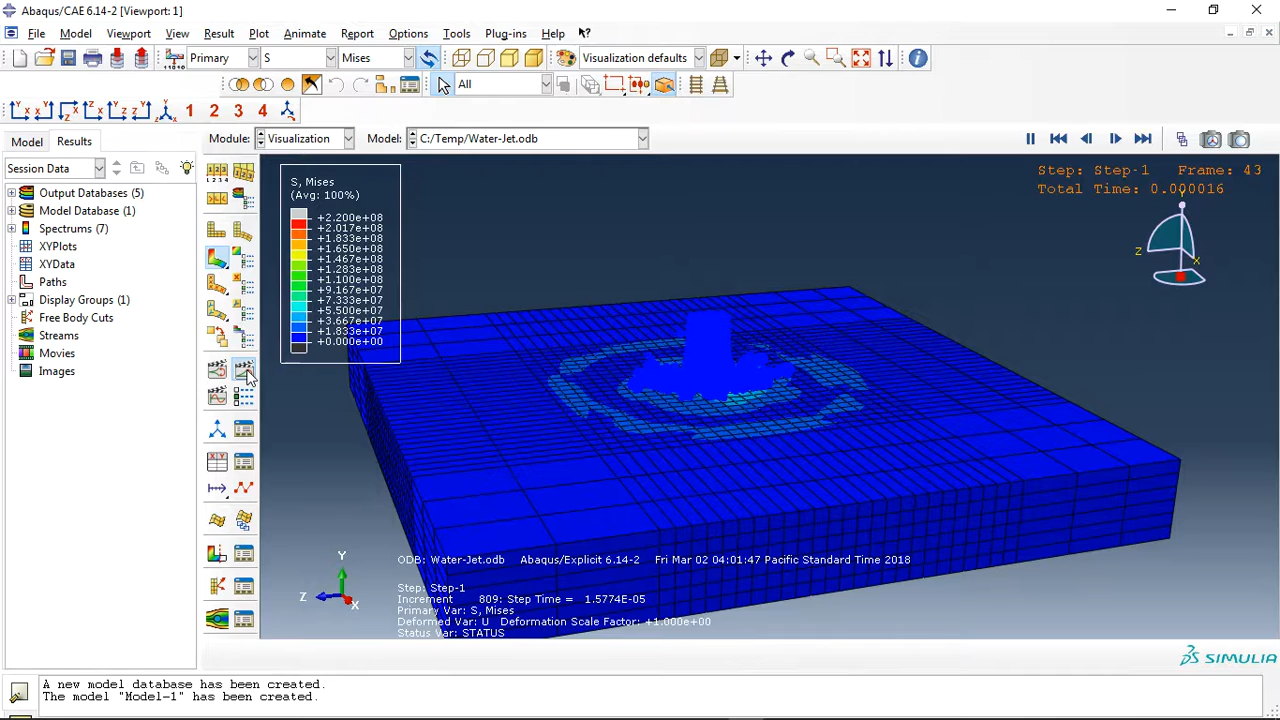 Abaqus/CAE 6.14-2 [Viewport: 1]
File Model Viewport View Result Plot Animate Report Options Tools Plug-ins Help
Primary S Mises Visualization defaults
All
1 2 3 4
Model Results Module: Visualization Model: C:/Temp/Water-Jet.odb
Session Data
Output Databases (5)
Model Database (1)
Spectrums (7)
XYPlots
XYData
Paths
Display Groups (1)
Free Body Cuts
Streams
Movies
Images
S, Mises
(Avg: 100%)
+2.200e+08
+2.017e+08
+1.833e+08
+1.650e+08
+1.467e+08
+1.283e+08
+1.100e+08
+9.167e+07
+7.333e+07
+5.500e+07
+3.667e+07
+1.833e+07
+0.000e+00
Step: Step-1 Frame: 43
Total Time: 0.000016
Y
Z
X
Y
Z
X
ODB: Water-Jet.odb Abaqus/Explicit 6.14-2 Fri Mar 02 04:01:47 Pacific Standard Time 2018
Step: Step-1
Increment 809: Step Time = 1.5774E-05
Primary Var: S, Mises
Deformed Var: U Deformation Scale Factor: +1.000e+00
Status Var: STATUS
SIMULIA
A new model database has been created.
The model "Model-1" has been created.